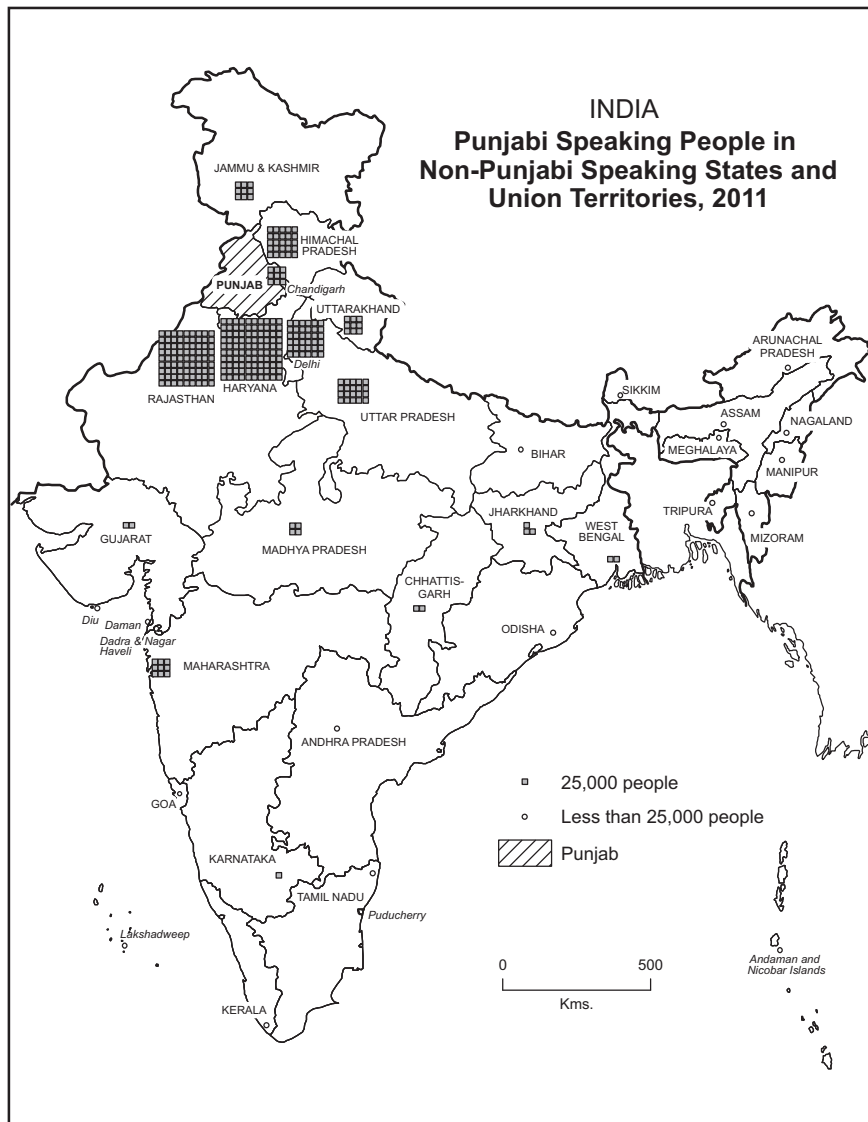 INDIA
Punjabi Speaking People in
Non-Punjabi Speaking States and
Union Territories, 2011
JAMMU & KASHMIR
HIMACHAL
PRADESH
PUNJAB
Chandigarh
UTTARAKHAND
RAJASTHAN
HARYANA
Delhi
UTTAR PRADESH
ARUNACHAL
PRADESH
SIKKIM
ASSAM
NAGALAND
MEGHALAYA
BIHAR
MANIPUR
TRIPURA
MIZORAM
JHARKHAND
WEST
BENGAL
GUJARAT
MADHYA PRADESH
CHHATTIS-
GARH
Diu
Daman
Dadra & Nagar
Haveli
ODISHA
MAHARASHTRA
ANDHRA PRADESH
GOA
25,000 people
Less than 25,000 people
Punjab
KARNATAKA
TAMIL NADU
Puducherry
Lakshadweep
Andaman and
Nicobar Islands
KERALA
0 500
Kms.